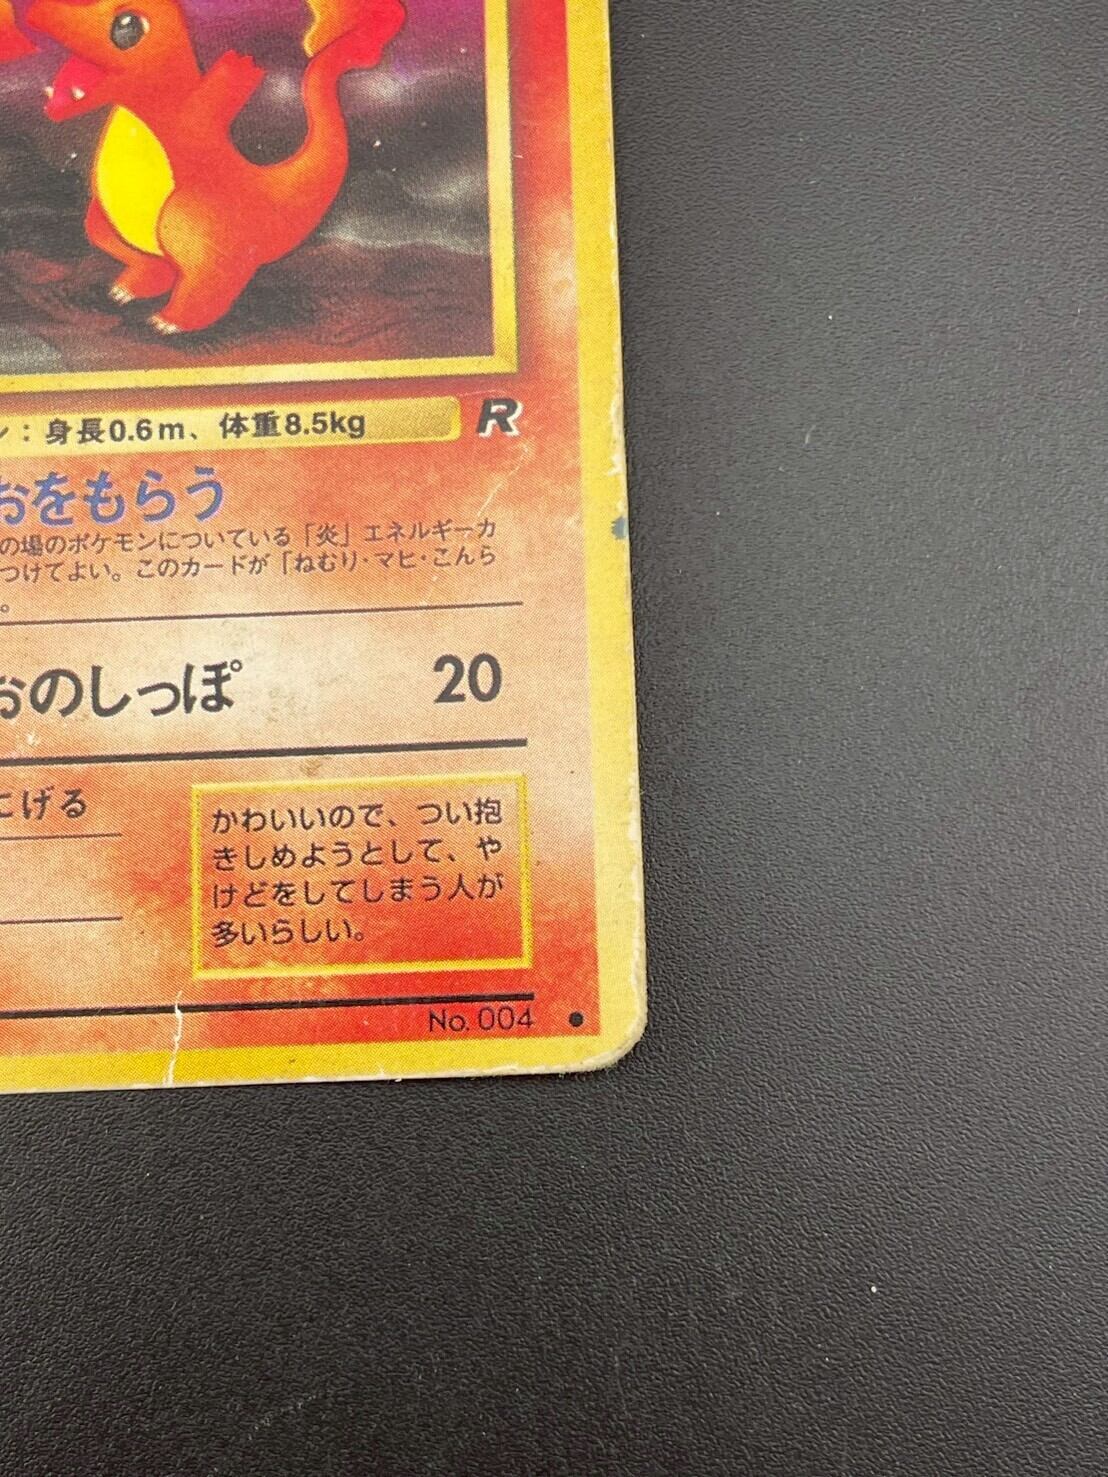 ：身長0.6m、体重8.5kg
R
おをもらう
の場のポケモンについている「炎」エネルギーカ
つけてよい。このカードが「ねむり・マヒ・こんら
。
おのしっぽ 20
にげる
かわいいので、つい抱
きしめようとして、や
けどをしてしまう人が
多いらしい。
No. 004 ●